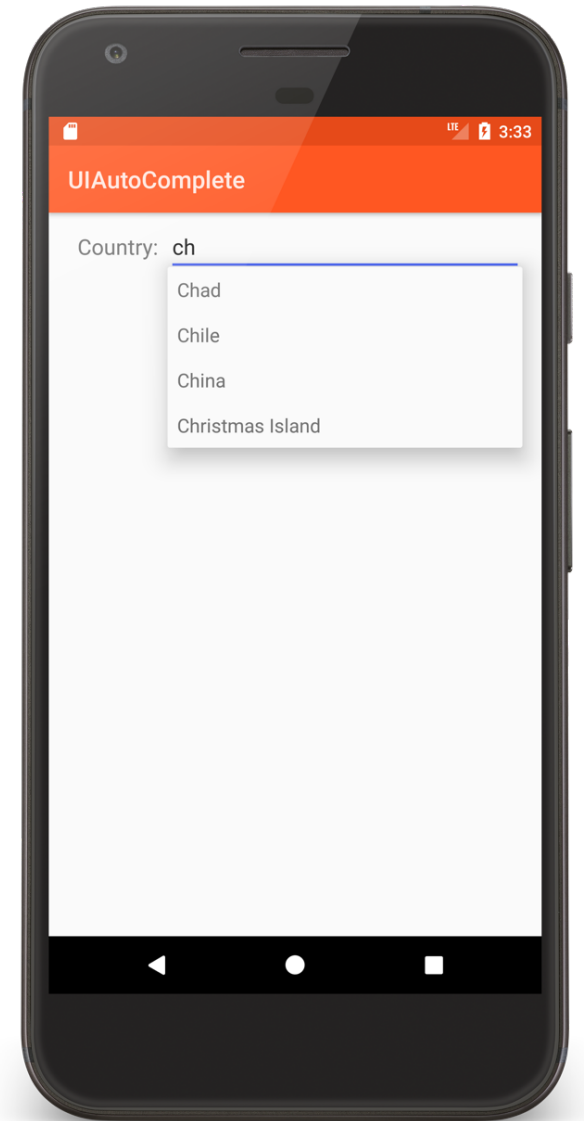 LTE 3:33
UIAutoComplete
Country: ch
Chad
Chile
China
Christmas Island